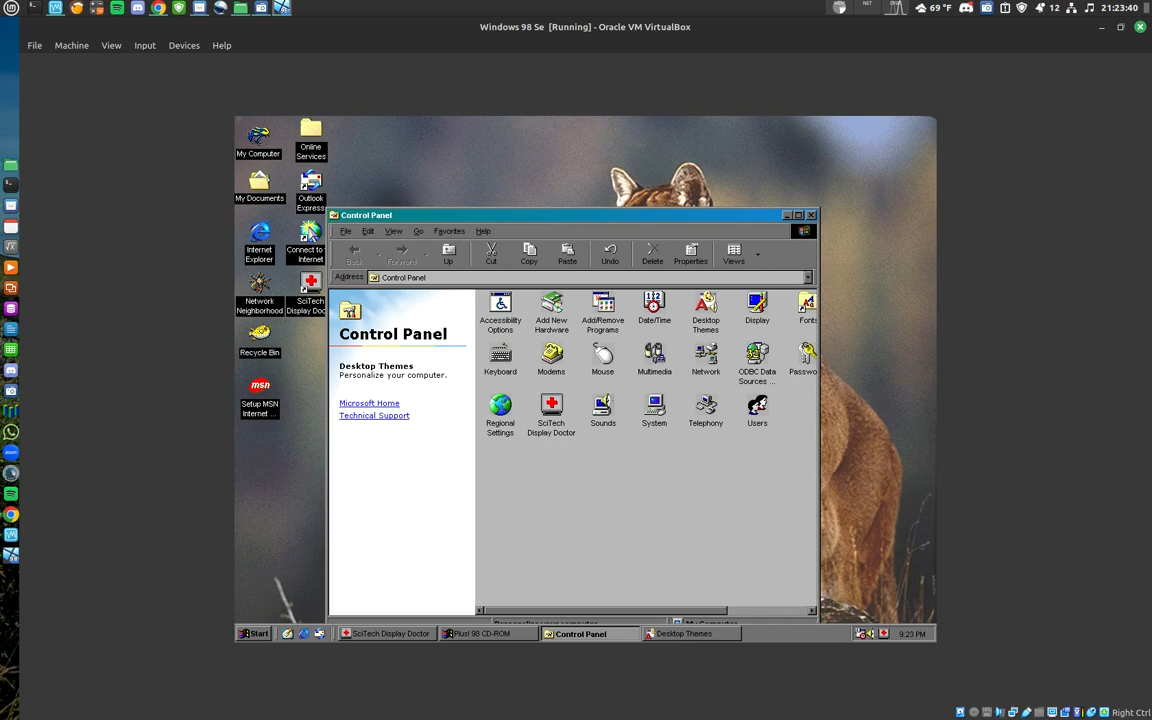 69 °F
12
21:23:40
Windows 98 Se [Running] - Oracle VM VirtualBox
File Machine View Input Devices Help
My Computer
Online
Services
My Documents
Outlook
Express
Internet
Explorer
Connect to
Internet
Network
Neighborhood
SciTech
Display Doc
Recycle Bin
msn
Setup MSN
Internet ...
Control Panel
File Edit View Go Favorites Help
Back Forward Up Cut Copy Paste Undo Delete Properties Views
Address Control Panel
Control Panel
Desktop Themes
Personalize your computer.
Microsoft Home
Technical Support
Accessibility
Options
Add New
Hardware
Add/Remove
Programs
Date/Time
Desktop
Themes
Display
Fonts
Keyboard
Modems
Mouse
Multimedia
Network
ODBC Data
Sources ...
Passwo
Regional
Settings
SciTech
Display Doctor
Sounds
System
Telephony
Users
Start SciTech Display Doctor Plus! 98 CD-ROM Control Panel Desktop Themes 9:23 PM
Right Ctrl